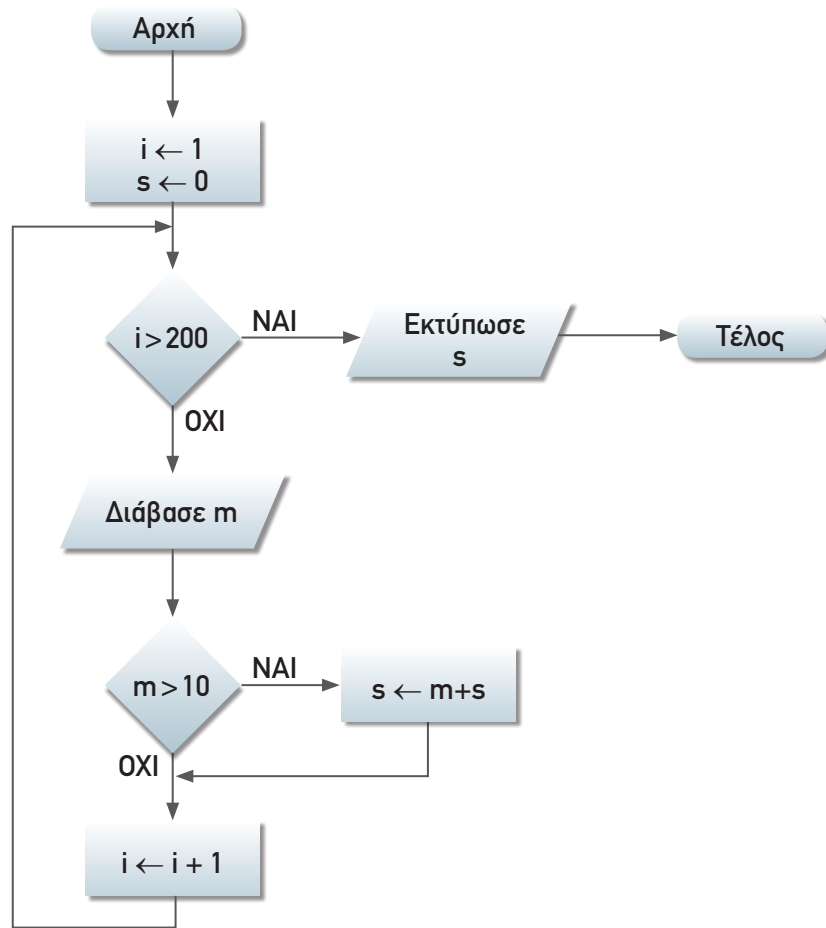 Αρχή
i ← 1
s ← 0
i > 200
ΝΑΙ
Εκτύπωσε
s
Τέλος
ΟΧΙ
Διάβασε m
m > 10
ΝΑΙ
s ← m+s
ΟΧΙ
i ← i + 1